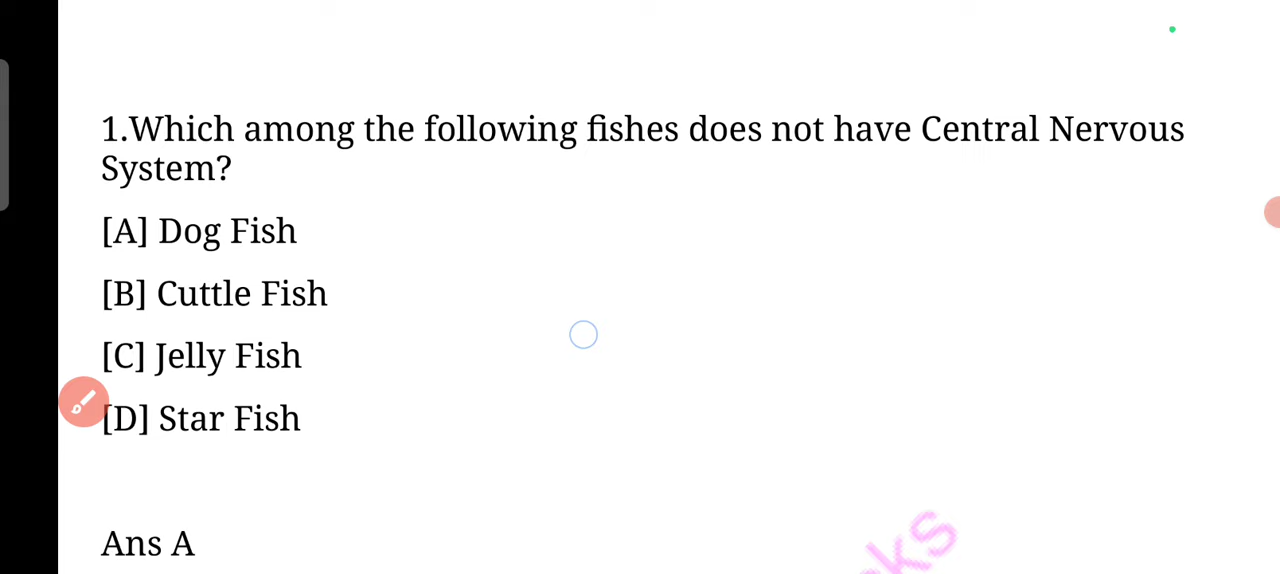 1.Which among the following fishes does not have Central Nervous
System?
[A] Dog Fish
[B] Cuttle Fish
[C] Jelly Fish
[D] Star Fish
Ans A